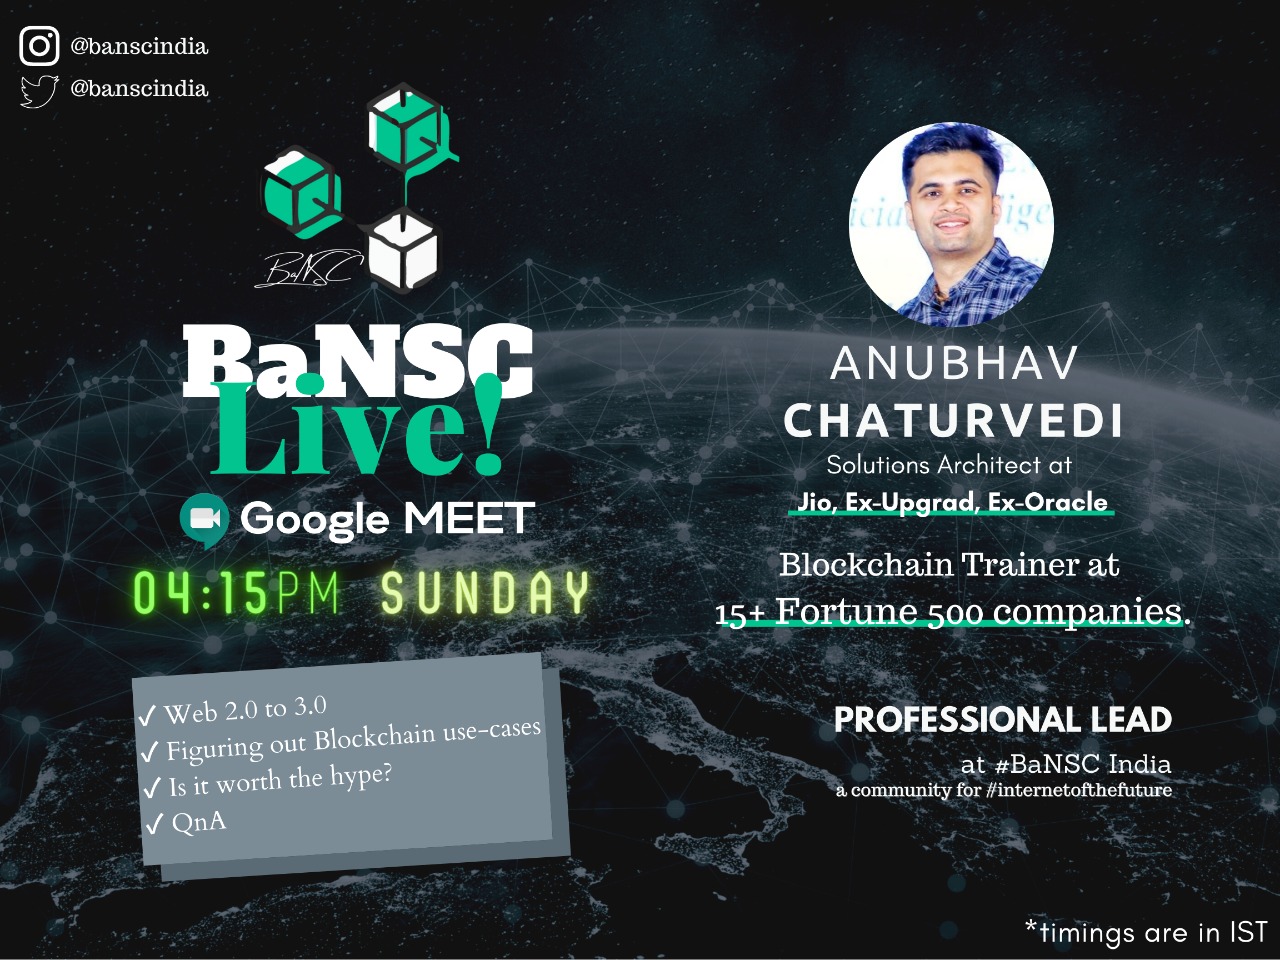 @banscindia
@banscindia
BaNSC
BaNSC
Live!
Google MEET
04:15PM SUNDAY
✓ Web 2.0 to 3.0
✓ Figuring out Blockchain use-cases
✓ Is it worth the hype?
✓ QnA
ANUBHAV
CHATURVEDI
Solutions Architect at
Jio, Ex-Upgrad, Ex-Oracle
Blockchain Trainer at
15+ Fortune 500 companies.
PROFESSIONAL LEAD
at #BaNSC India
a community for #internetofthefuture
*timings are in IST